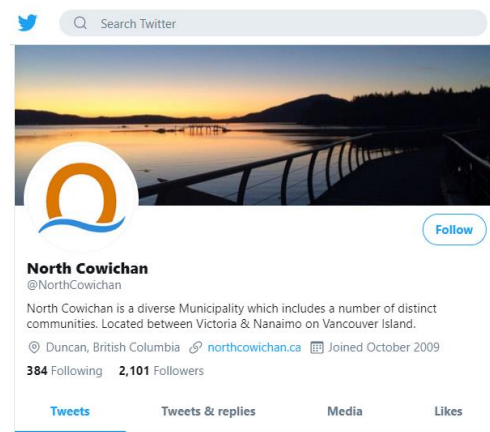 Search Twitter
Follow
North Cowichan
@NorthCowichan
North Cowichan is a diverse Municipality which includes a number of distinct
communities. Located between Victoria & Nanaimo on Vancouver Island.
Duncan, British Columbia northcowichan.ca Joined October 2009
384 Following 2,101 Followers
Tweets Tweets & replies Media Likes